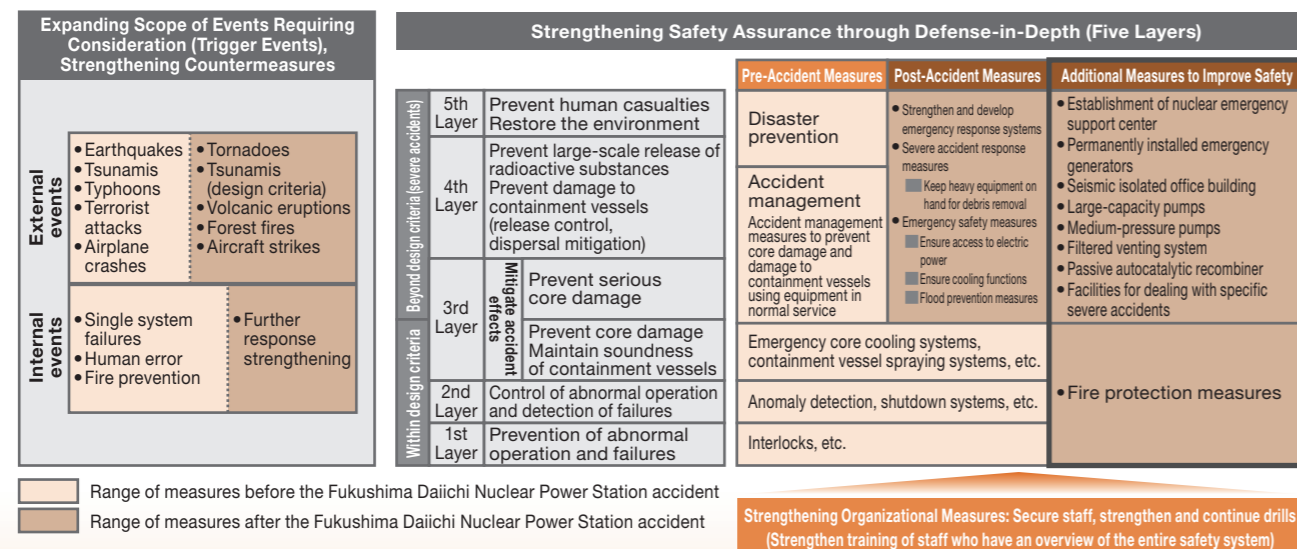 Expanding Scope of Events Requiring
Consideration (Trigger Events),
Strengthening Countermeasures
External
events
• Earthquakes
• Tsunamis
• Typhoons
• Terrorist
attacks
• Airplane
crashes
• Tornadoes
• Tsunamis
(design criteria)
• Volcanic eruptions
• Forest fires
• Aircraft strikes
Internal
events
• Single system
failures
• Human error
• Fire prevention
• Further
response
strengthening
Strengthening Safety Assurance through Defense-in-Depth (Five Layers)
Pre-Accident Measures
Post-Accident Measures
Additional Measures to Improve Safety
Beyond design criteria (severe accidents)
Within design criteria
5th
Layer
Prevent human casualties
Restore the environment
4th
Layer
Prevent large-scale release of
radioactive substances
Prevent damage to
containment vessels
(release control,
dispersal mitigation)
3rd
Layer
Mitigate accident
effects
Prevent serious
core damage
Prevent core damage
Maintain soundness
of containment vessels
2nd
Layer
Control of abnormal operation
and detection of failures
1st
Layer
Prevention of abnormal
operation and failures
Disaster
prevention
Accident
management
Accident management
measures to prevent
core damage and
damage to
containment vessels
using equipment in
normal service
• Strengthen and develop
emergency response systems
• Severe accident response
measures
Keep heavy equipment on
hand for debris removal
• Emergency safety measures
Ensure access to electric
power
Ensure cooling functions
Flood prevention measures
• Establishment of nuclear emergency
support center
• Permanently installed emergency
generators
• Seismic isolated office building
• Large-capacity pumps
• Medium-pressure pumps
• Filtered venting system
• Passive autocatalytic recombiner
• Facilities for dealing with specific
severe accidents
Emergency core cooling systems,
containment vessel spraying systems, etc.
Anomaly detection, shutdown systems, etc.
Interlocks, etc.
• Fire protection measures
Range of measures before the Fukushima Daiichi Nuclear Power Station accident
Range of measures after the Fukushima Daiichi Nuclear Power Station accident
Strengthening Organizational Measures: Secure staff, strengthen and continue drills
(Strengthen training of staff who have an overview of the entire safety system)